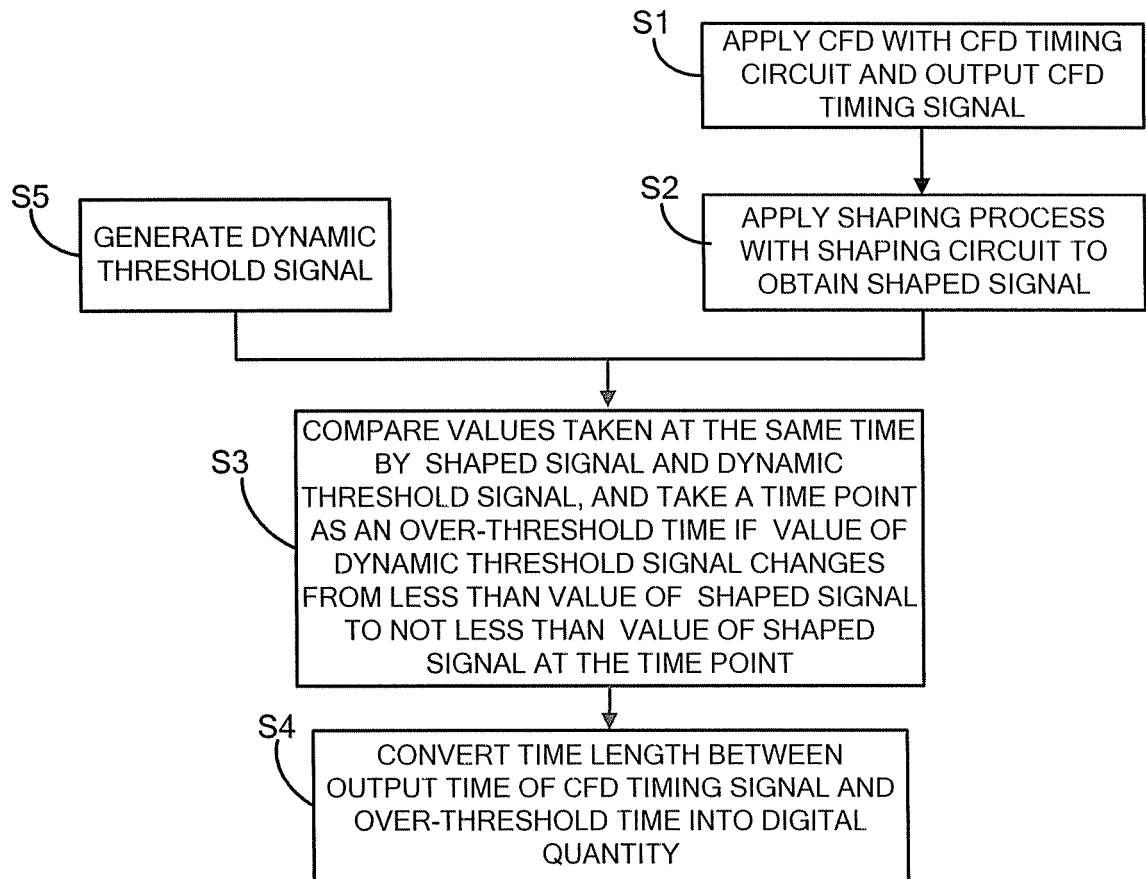 S1
APPLY CFD WITH CFD TIMING
CIRCUIT AND OUTPUT CFD
TIMING SIGNAL
S5
GENERATE DYNAMIC
THRESHOLD SIGNAL
S2
APPLY SHAPING PROCESS
WITH SHAPING CIRCUIT TO
OBTAIN SHAPED SIGNAL
S3
COMPARE VALUES TAKEN AT THE SAME TIME
BY SHAPED SIGNAL AND DYNAMIC
THRESHOLD SIGNAL, AND TAKE A TIME POINT
AS AN OVER-THRESHOLD TIME IF VALUE OF
DYNAMIC THRESHOLD SIGNAL CHANGES
FROM LESS THAN VALUE OF SHAPED SIGNAL
TO NOT LESS THAN VALUE OF SHAPED
SIGNAL AT THE TIME POINT
S4
CONVERT TIME LENGTH BETWEEN
OUTPUT TIME OF CFD TIMING SIGNAL AND
OVER-THRESHOLD TIME INTO DIGITAL
QUANTITY